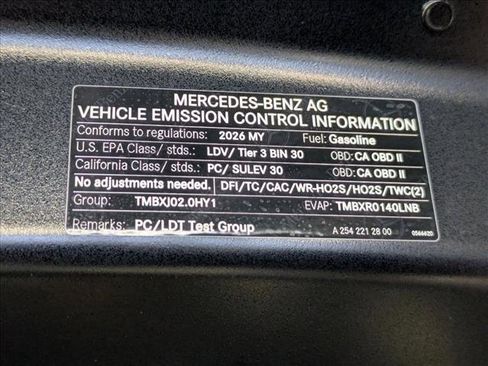 MERCEDES-BENZ AG
VEHICLE EMISSION CONTROL INFORMATION
Conforms to regulations: 2026 MY Fuel: Gasoline
U.S. EPA Class/ stds.: LDV/ Tier 3 BIN 30 OBD: CA OBD II
California Class/ stds.: PC/ SULEV 30 OBD: CA OBD II
No adjustments needed. DFI/TC/CAC/WR-HO2S/HO2S/TWC(2)
Group: TMBXJ02.0HY1 EVAP: TMBXR0140LNB
Remarks: PC/LDT Test Group A 254 221 28 00 0566620